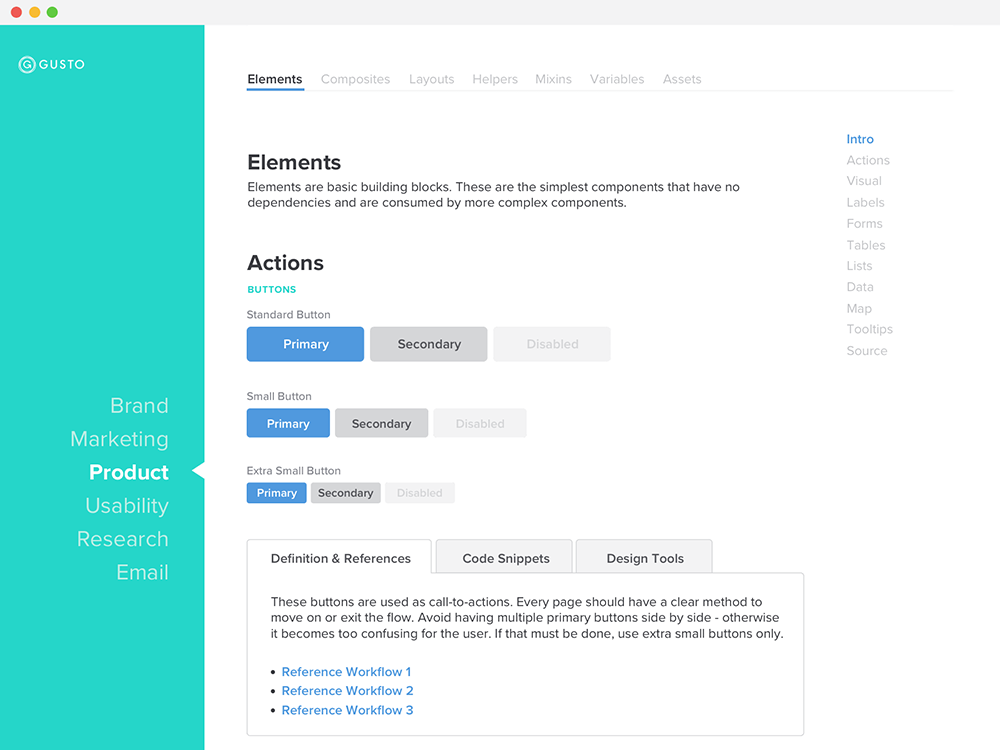 GUSTO
Brand
Marketing
Product
Usability
Research
Email
Elements Composites Layouts Helpers Mixins Variables Assets
Elements
Elements are basic building blocks. These are the simplest components that have no
dependencies and are consumed by more complex components.
Actions
BUTTONS
Standard Button
Primary Secondary Disabled
Small Button
Primary Secondary Disabled
Extra Small Button
Primary Secondary Disabled
Definition & References Code Snippets Design Tools
These buttons are used as call-to-actions. Every page should have a clear method to
move on or exit the flow. Avoid having multiple primary buttons side by side - otherwise
it becomes too confusing for the user. If that must be done, use extra small buttons only.
• Reference Workflow 1
• Reference Workflow 2
• Reference Workflow 3
Intro
Actions
Visual
Labels
Forms
Tables
Lists
Data
Map
Tooltips
Source